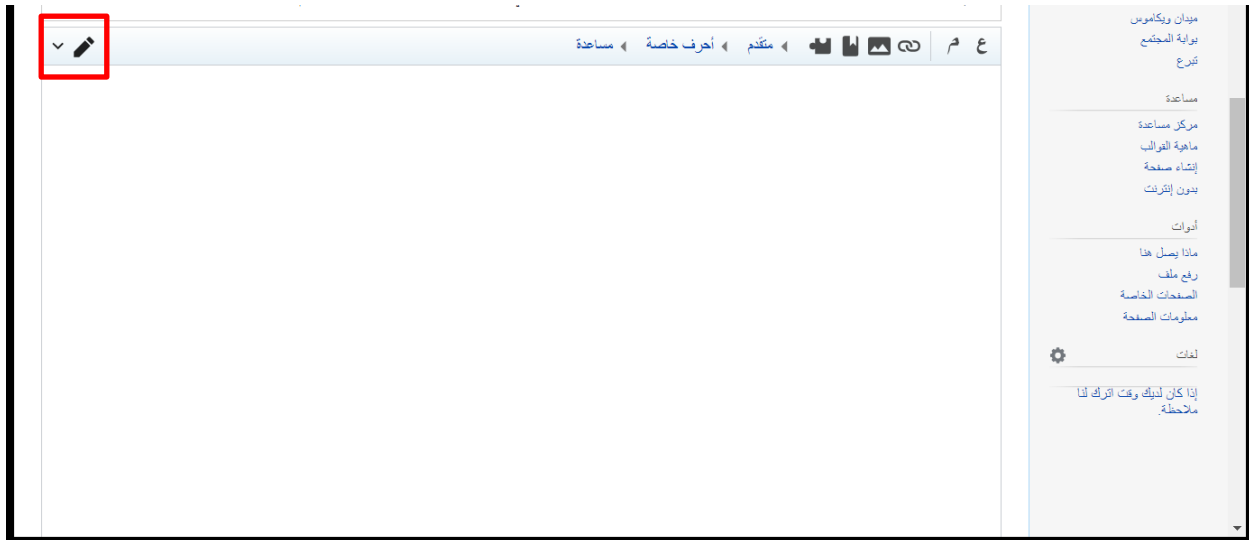 ع م متقدم أحرف خاصة مساعدة
ميدان ويكاموس
بوابة المجتمع
تبرع
مساعدة
مركز مساعدة
ماهية القوالب
إنشاء صفحة
بدون إنترنت
أدوات
ماذا يصل هنا
رفع ملف
الصفحات الخاصة
معلومات الصفحة
لغات
إذا كان لديك وقت اترك لنا
ملاحظة.